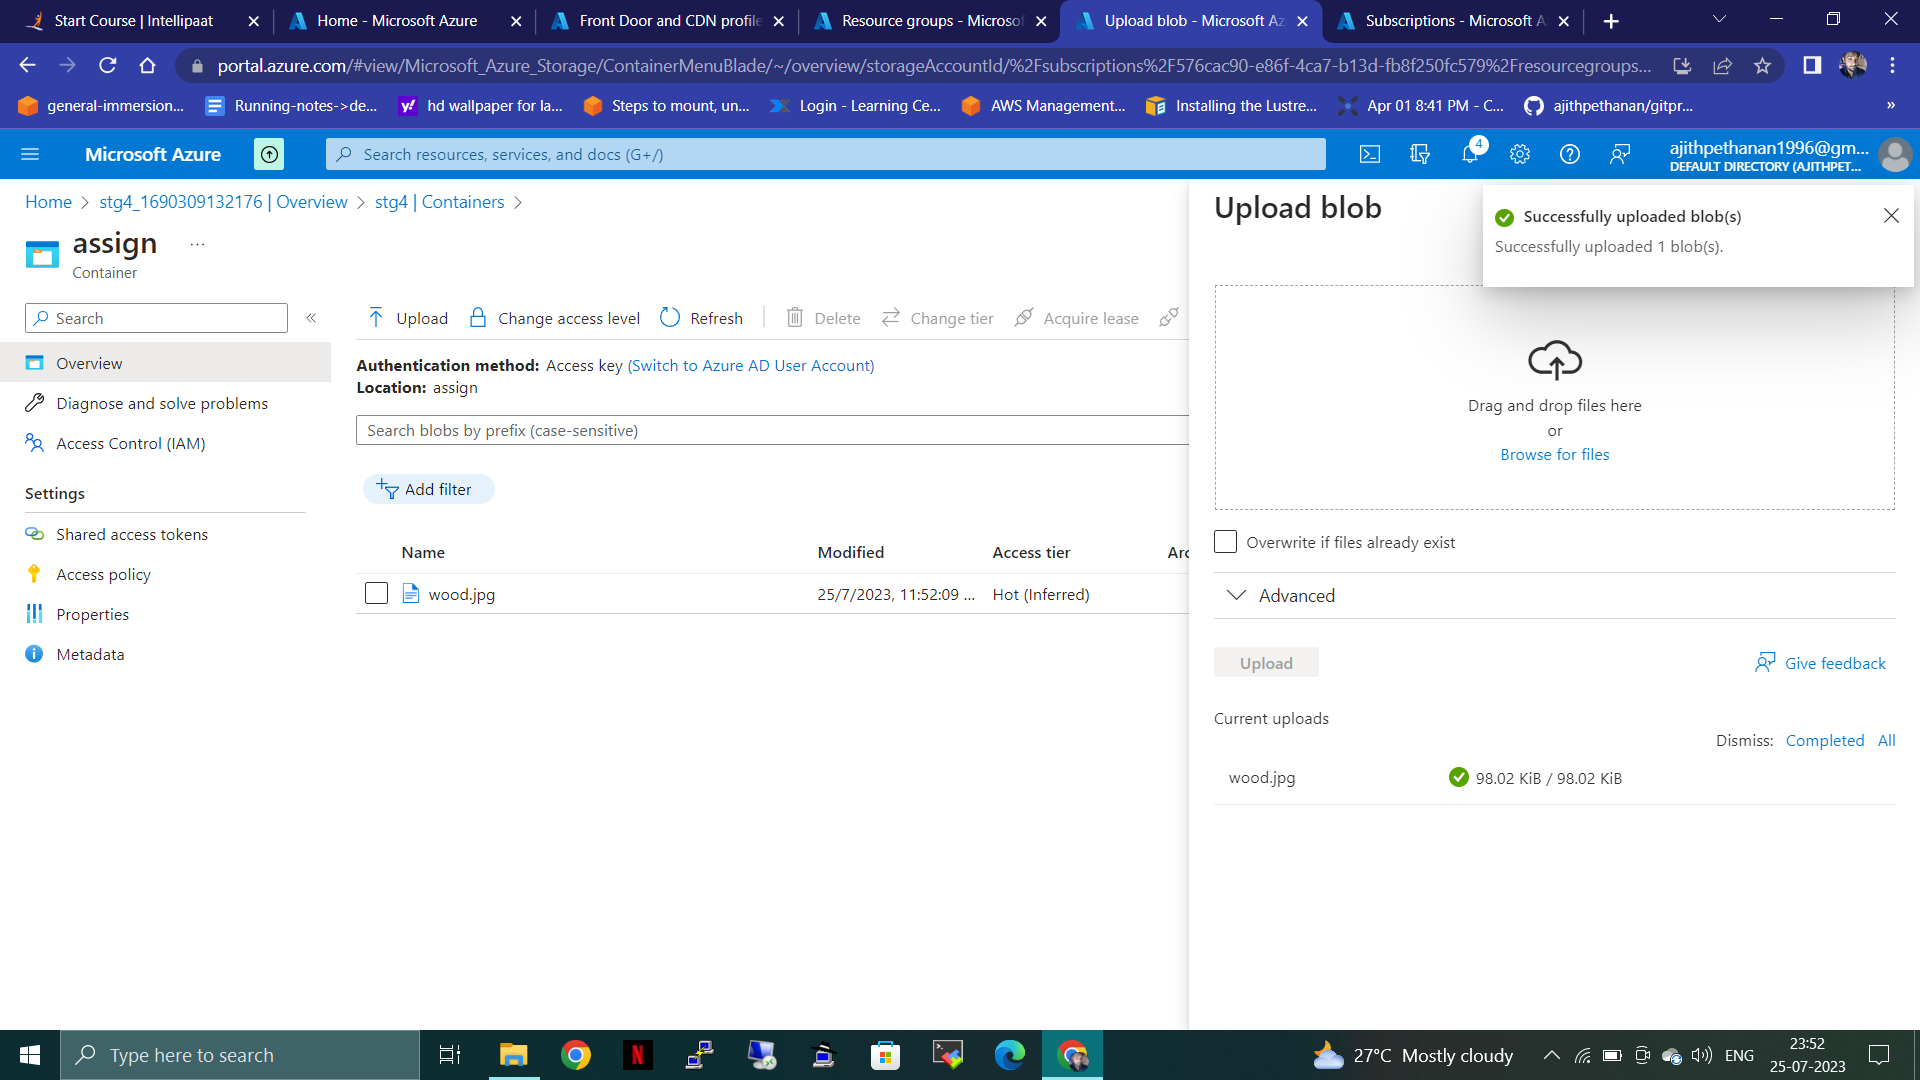 Start Course | Intellipaat
Home - Microsoft Azure
Front Door and CDN profile
Resource groups - Microsof
Upload blob - Microsoft Az
Subscriptions - Microsoft A
portal.azure.com/#view/Microsoft_Azure_Storage/ContainerMenuBlade/~/overview/storageAccountId/%2Fsubscriptions%2F576cac90-e86f-4ca7-b13d-fb8f250fc579%2Fresourcegroups...
general-immersion...
Running-notes->de...
hd wallpaper for la...
Steps to mount, un...
Login - Learning Ce...
AWS Management...
Installing the Lustre...
Apr 01 8:41 PM - C...
ajithpethanan/gitpr...
»
Microsoft Azure
Search resources, services, and docs (G+/)
4
ajithpethanan1996@gm...
DEFAULT DIRECTORY (AJITHPET...
Home > stg4_1690309132176 | Overview > stg4 | Containers >
assign ...
Container
Search
«
Overview
Diagnose and solve problems
Access Control (IAM)
Settings
Shared access tokens
Access policy
Properties
Metadata
Upload
Change access level
Refresh
Delete
Change tier
Acquire lease
Authentication method: Access key (Switch to Azure AD User Account)
Location: assign
Search blobs by prefix (case-sensitive)
Add filter
Name Modified Access tier Arc
wood.jpg 25/7/2023, 11:52:09 ... Hot (Inferred)
Upload blob
Successfully uploaded blob(s)
Successfully uploaded 1 blob(s).
Drag and drop files here
or
Browse for files
Overwrite if files already exist
Advanced
Upload
Give feedback
Current uploads
Dismiss: Completed All
wood.jpg 98.02 KiB / 98.02 KiB
Type here to search
27°C Mostly cloudy
ENG
23:52
25-07-2023